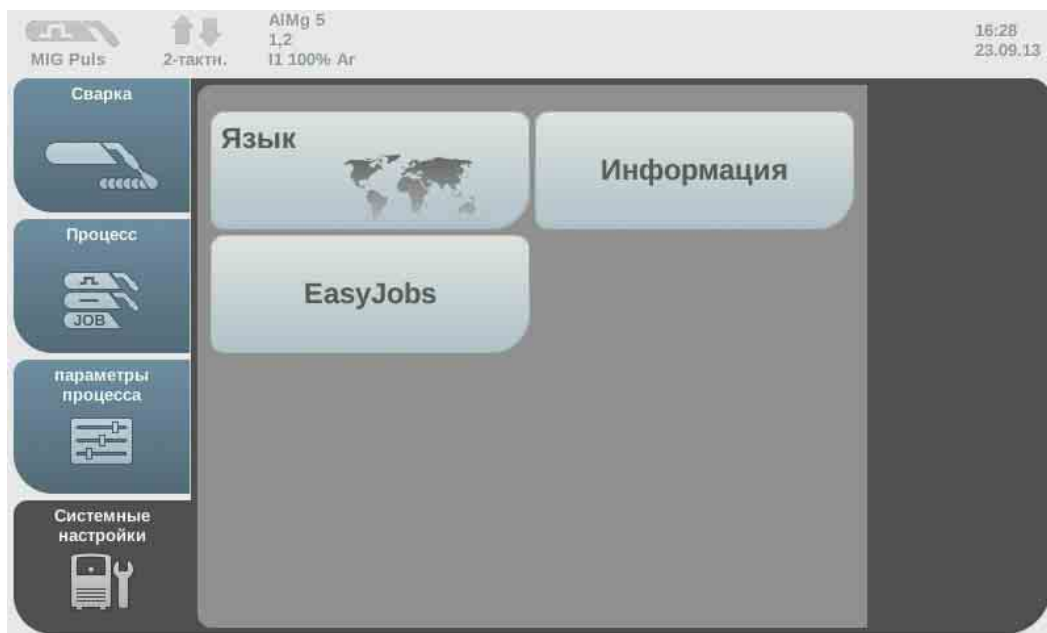 MIG Puls
2-тактн.
AlMg 5
1,2
I1 100% Ar
16:28
23.09.13
Сварка
Процесс
JOB
параметры
процесса
Системные
настройки
Язык
Информация
EasyJobs